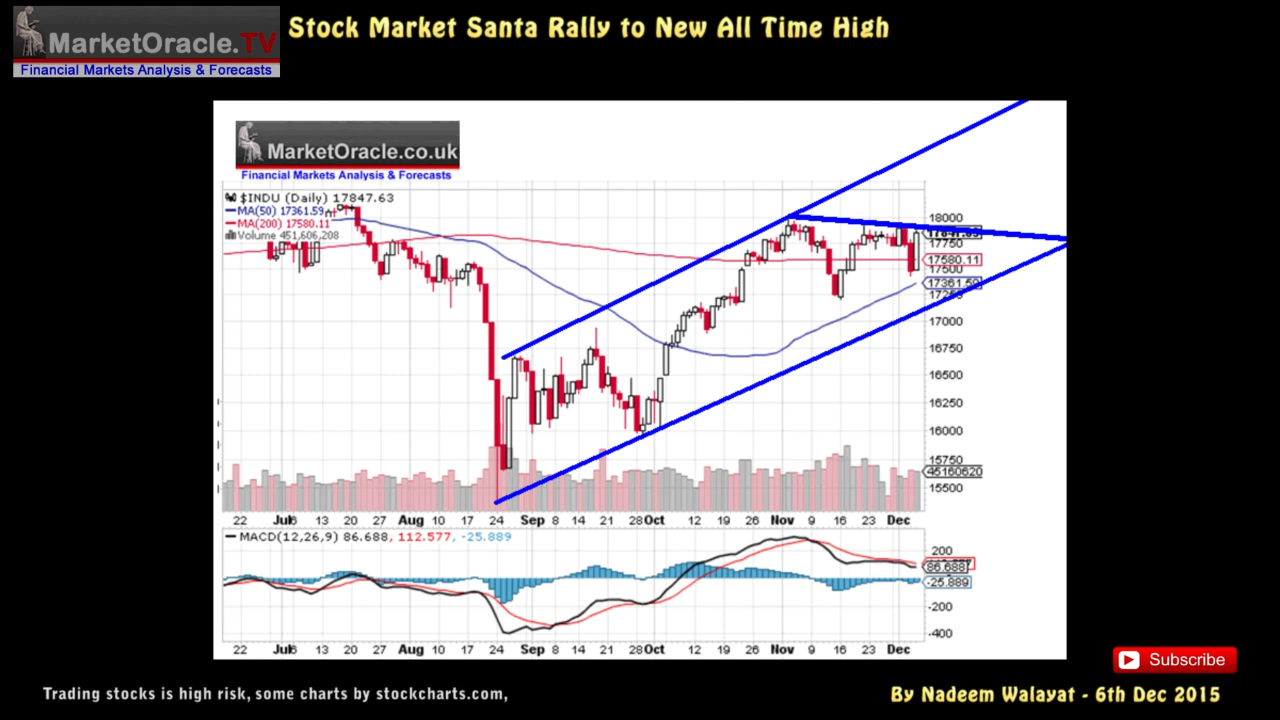 MarketOracle.TV
Financial Markets Analysis & Forecasts
Stock Market Santa Rally to New All Time High
MarketOracle.co.uk
Financial Markets Analysis & Forecasts
$INDU (Daily) 17847.63
MA(50) 17361.59
MA(200) 17580.11
Volume 451,606,208
18000
17847.63
17750
17580.11
17500
17361.59
17250
17000
16750
16500
16250
16000
15750
45160620
15500
22 Jul 6 13 20 27 Aug 10 17 24 Sep 8 14 21 28 Oct 12 19 26 Nov 9 16 23 Dec
MACD(12,26,9) 86.688, 112.577, -25.889
200
86.688
-25.889
-200
-400
22 Jul 6 13 20 27 Aug 10 17 24 Sep 8 14 21 28 Oct 12 19 26 Nov 9 16 23 Dec
Subscribe
Trading stocks is high risk, some charts by stockcharts.com,
By Nadeem Walayat - 6th Dec 2015